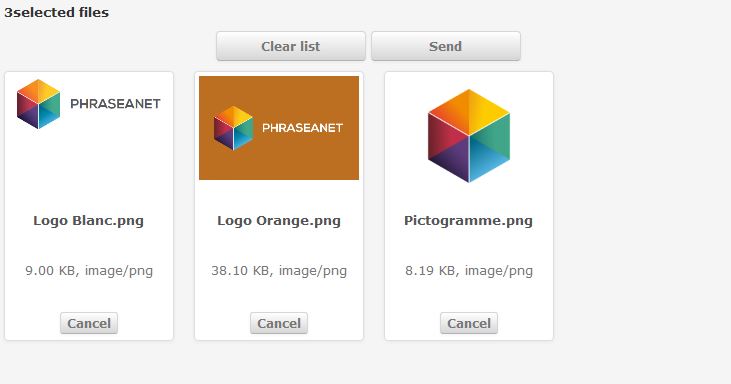 3selected files
Clear list
Send
PHRASEANET
PHRASEANET
Logo Blanc.png
Logo Orange.png
Pictogramme.png
9.00 KB, image/png
38.10 KB, image/png
8.19 KB, image/png
Cancel
Cancel
Cancel